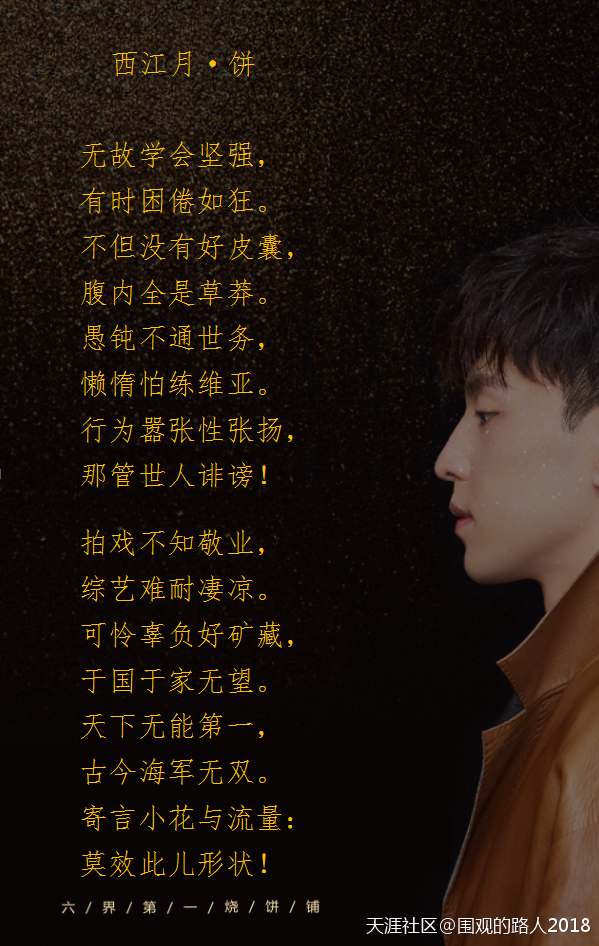 西江月·饼
无故学会坚强，
有时困倦如狂。
不但没有好皮囊，
腹内全是草莽。
愚钝不通世务，
懒惰怕练维亚。
行为嚣张性张扬，
那管世人诽谤！
拍戏不知敬业，
综艺难耐凄凉。
可怜辜负好矿藏，
于国于家无望。
天下无能第一，
古今海军无双。
寄言小花与流量：
莫效此儿形状！
六/界/第/一/烧/饼/铺
天涯社区@围观的路人2018